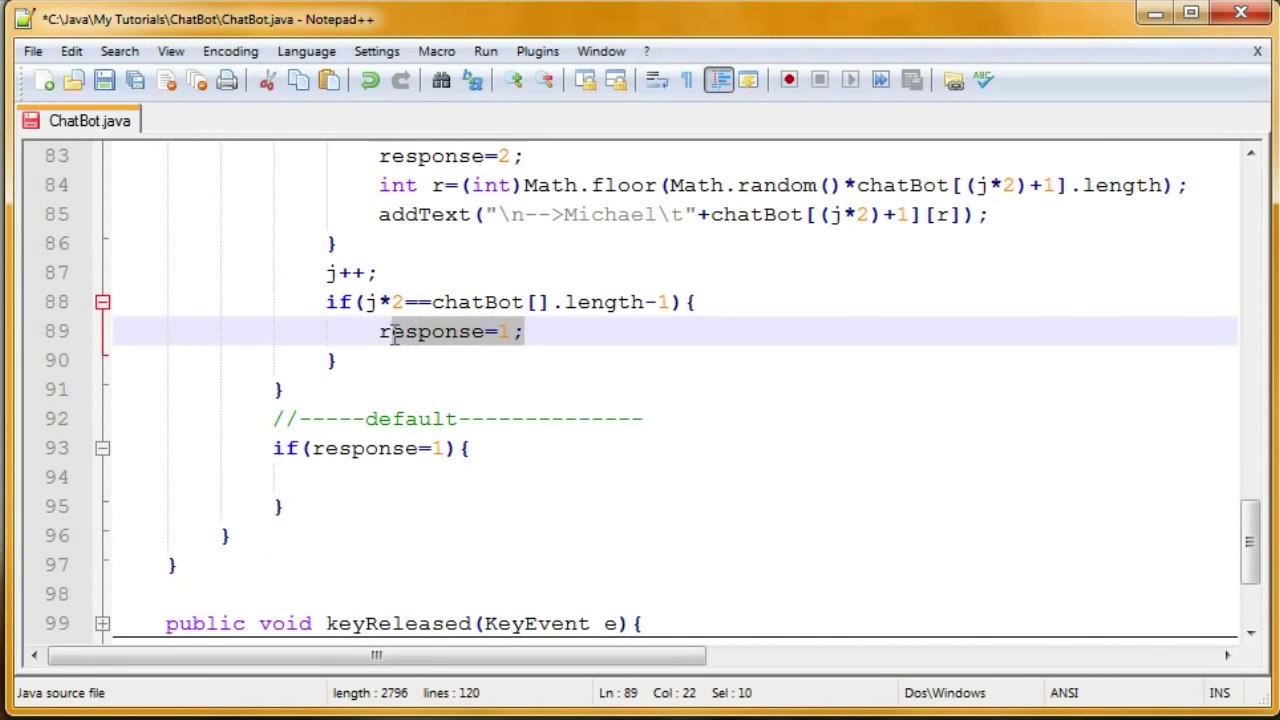 *C:\Java\My Tutorials\ChatBot\ChatBot.java - Notepad++
File Edit Search View Encoding Language Settings Macro Run Plugins Window ? X
ABC
ChatBot.java
83 response=2;
84 int r=(int)Math.floor(Math.random()*chatBot[(j*2)+1].length);
85 addText("\n-->Michael\t"+chatBot[(j*2)+1][r]);
86 }
87 j++;
88 if(j*2==chatBot[].length-1){
89 response=1;
90 }
91 }
92 //-----default--------------
93 if(response=1){
94
95 }
96 }
97 }
98
99 public void keyReleased(KeyEvent e){
Java source file length : 2796 lines : 120 Ln : 89 Col : 22 Sel : 10 Dos\Windows ANSI INS